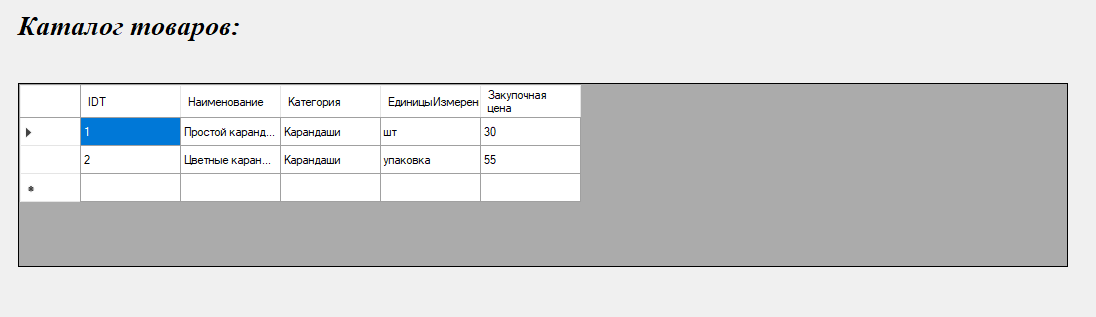 Каталог товаров:
IDT Наименование Категория ЕдиницыИзмерен Закупочная
цена
1 Простой каранд... Карандаши шт 30
2 Цветные каран... Карандаши упаковка 55